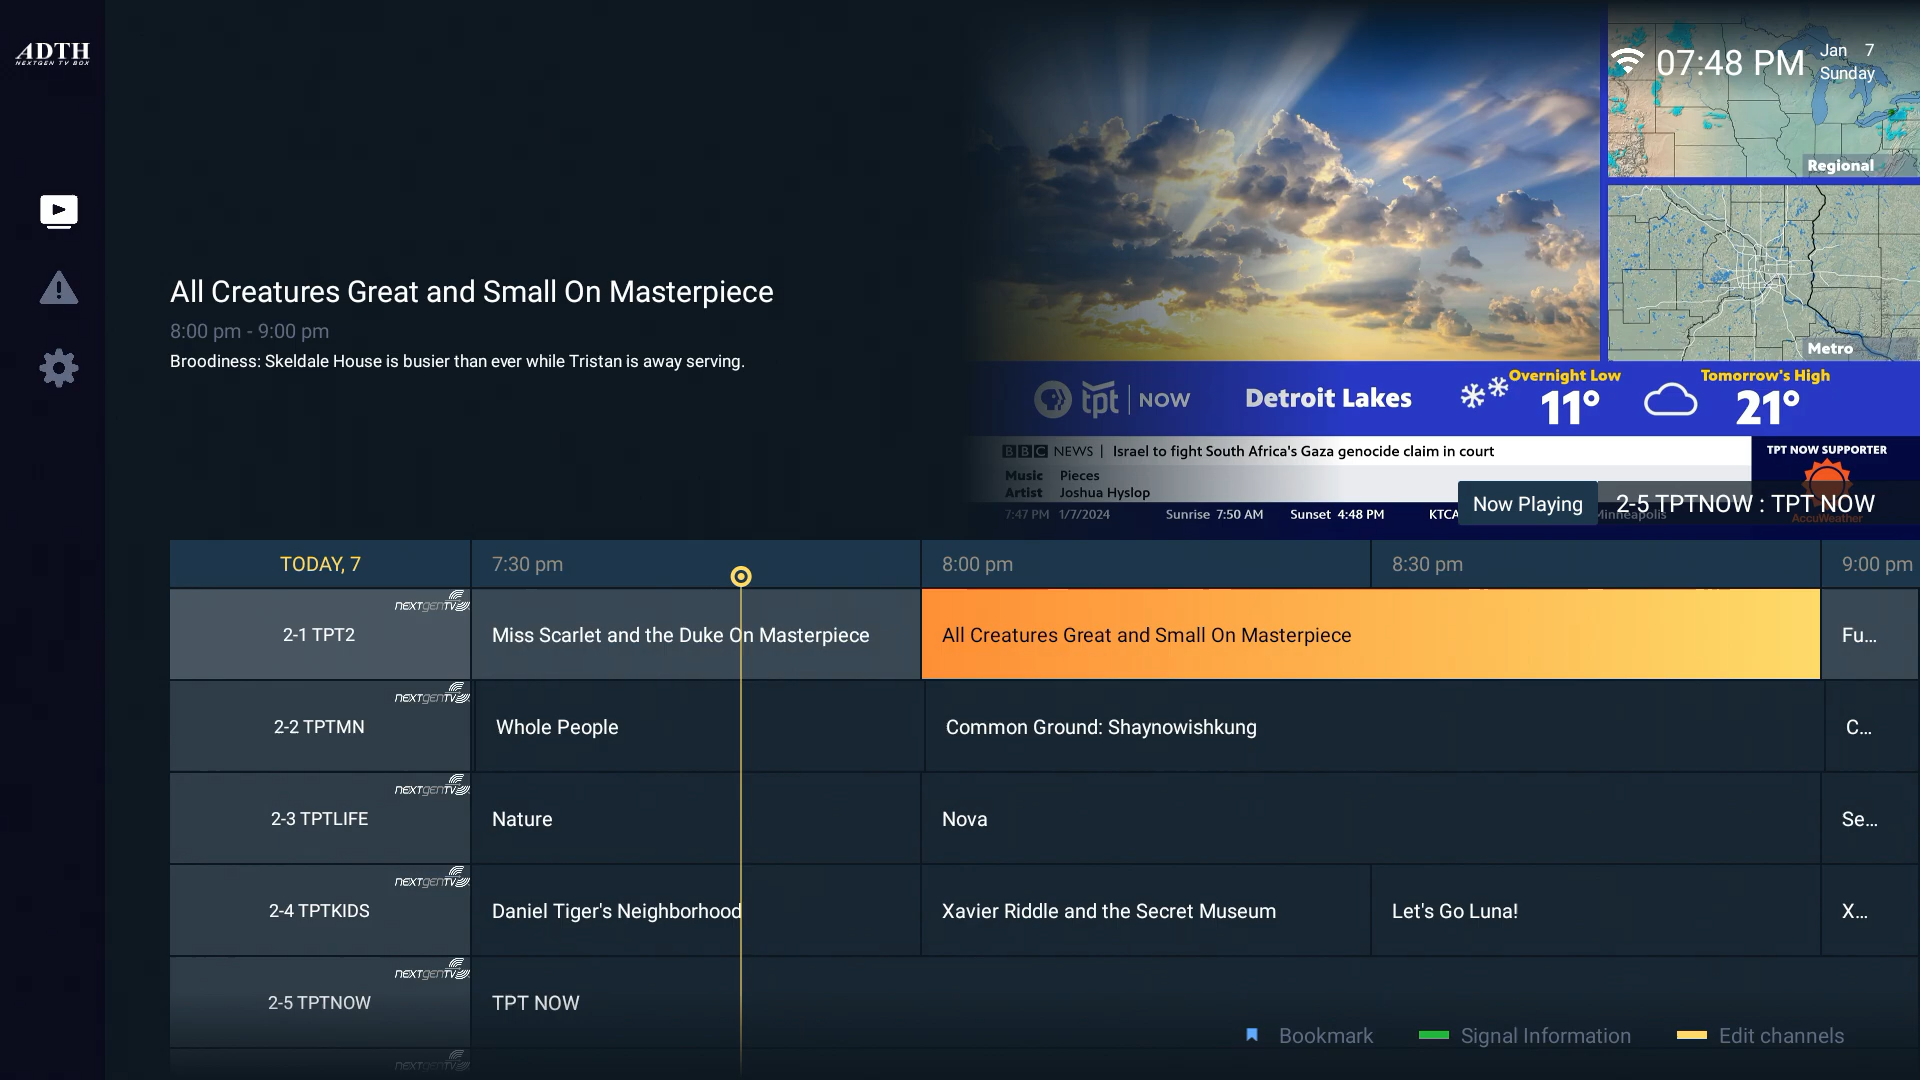 ADTH
NEXTGEN TV BOX
07:48 PM
Jan 7
Sunday
Regional
Metro
All Creatures Great and Small On Masterpiece
8:00 pm - 9:00 pm
Broodiness: Skeldale House is busier than ever while Tristan is away serving.
tpt NOW
Detroit Lakes
Overnight Low
11°
Tomorrow's High
21°
BBC NEWS | Israel to fight South Africa's Gaza genocide claim in court
Music Pieces
Artist Joshua Hyslop
TPT NOW SUPPORTER
AccuWeather
7:47 PM 1/7/2024 Sunrise 7:50 AM Sunset 4:48 PM KTCA Minneapolis
Now Playing 2-5 TPTNOW : TPT NOW
TODAY, 7 7:30 pm 8:00 pm 8:30 pm 9:00 pm
NEXTGENTV
2-1 TPT2 Miss Scarlet and the Duke On Masterpiece All Creatures Great and Small On Masterpiece Fu...
NEXTGENTV
2-2 TPTMN Whole People Common Ground: Shaynowishkung C...
NEXTGENTV
2-3 TPTLIFE Nature Nova Se...
NEXTGENTV
2-4 TPTKIDS Daniel Tiger's Neighborhood Xavier Riddle and the Secret Museum Let's Go Luna! X...
NEXTGENTV
2-5 TPTNOW TPT NOW
Bookmark Signal Information Edit channels
NEXTGENTV